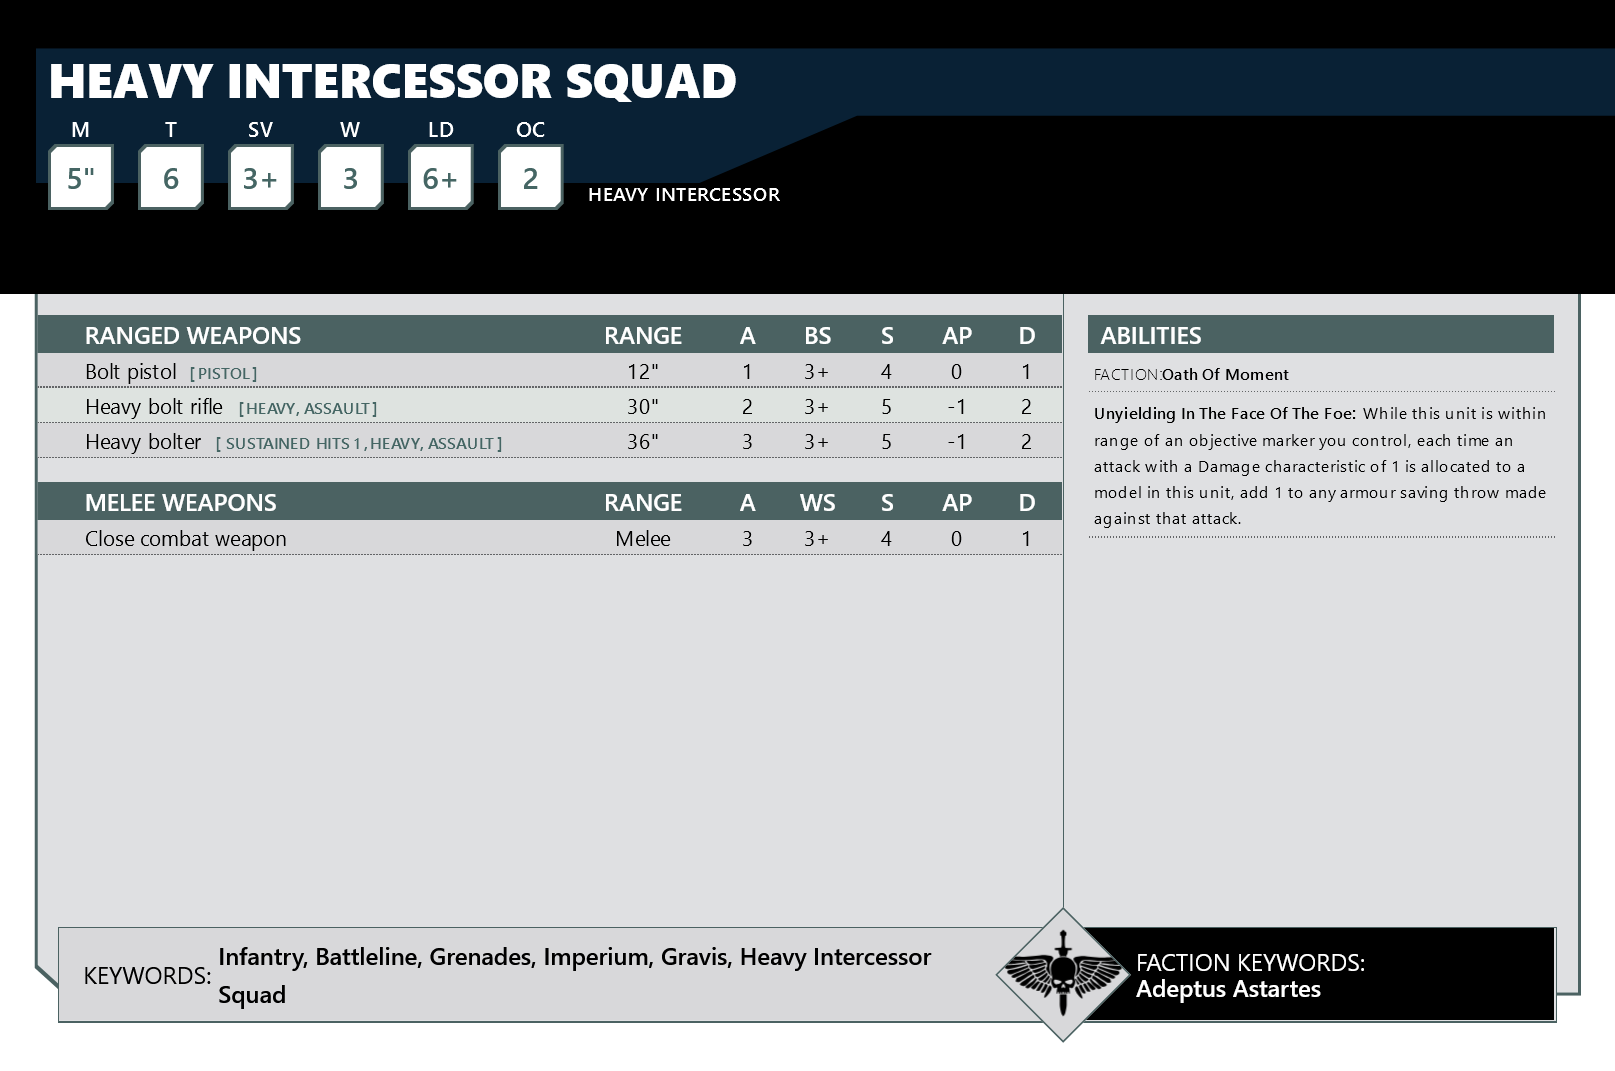 HEAVY INTERCESSOR SQUAD
M T SV W LD OC
5" 6 3+ 3 6+ 2 HEAVY INTERCESSOR
RANGED WEAPONS RANGE A BS S AP D
Bolt pistol [PISTOL] 12" 1 3+ 4 0 1
Heavy bolt rifle [HEAVY, ASSAULT] 30" 2 3+ 5 -1 2
Heavy bolter [SUSTAINED HITS 1, HEAVY, ASSAULT] 36" 3 3+ 5 -1 2
MELEE WEAPONS RANGE A WS S AP D
Close combat weapon Melee 3 3+ 4 0 1
ABILITIES
FACTION:Oath Of Moment
Unyielding In The Face Of The Foe: While this unit is within
range of an objective marker you control, each time an
attack with a Damage characteristic of 1 is allocated to a
model in this unit, add 1 to any armour saving throw made
against that attack.
KEYWORDS: Infantry, Battleline, Grenades, Imperium, Gravis, Heavy Intercessor
Squad
FACTION KEYWORDS:
Adeptus Astartes